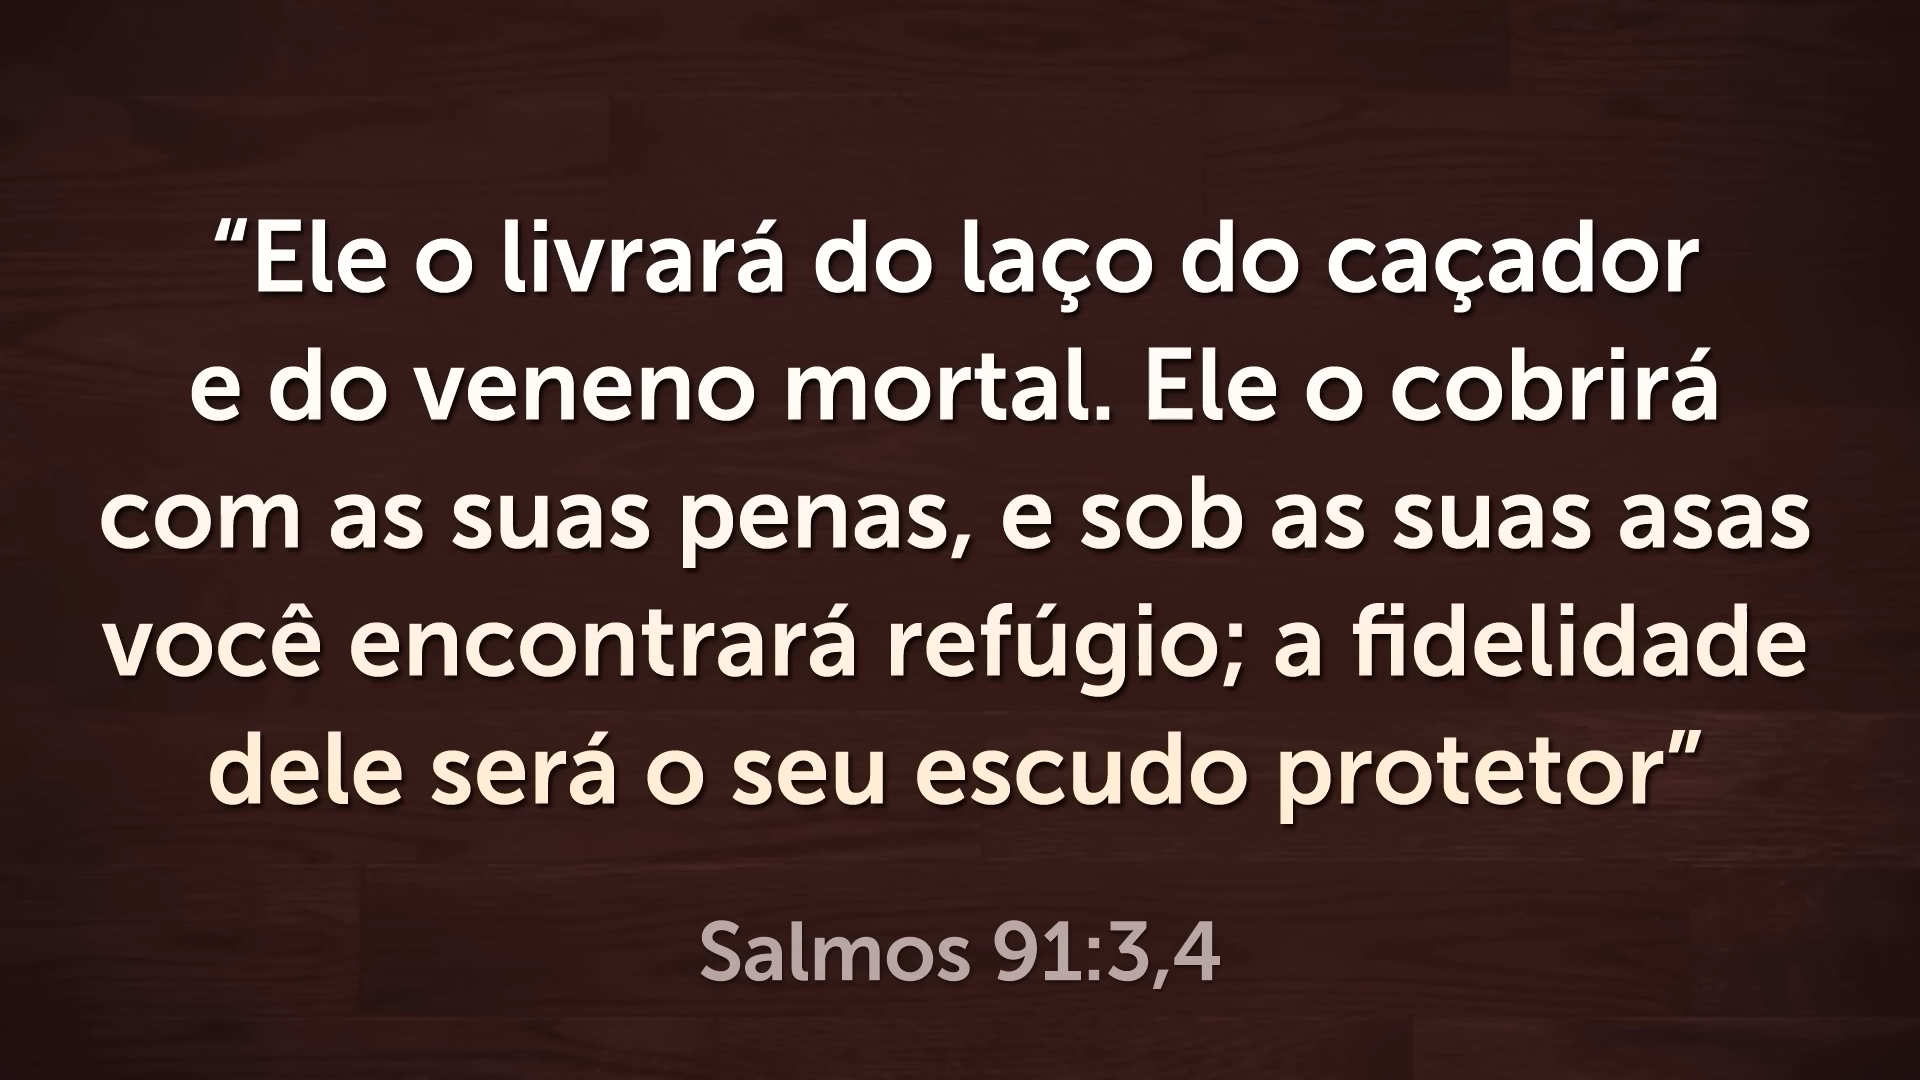 “Ele o livrará do laço do caçador
e do veneno mortal. Ele o cobrirá
com as suas penas, e sob as suas asas
você encontrará refúgio; a fidelidade
dele será o seu escudo protetor”
Salmos 91:3,4